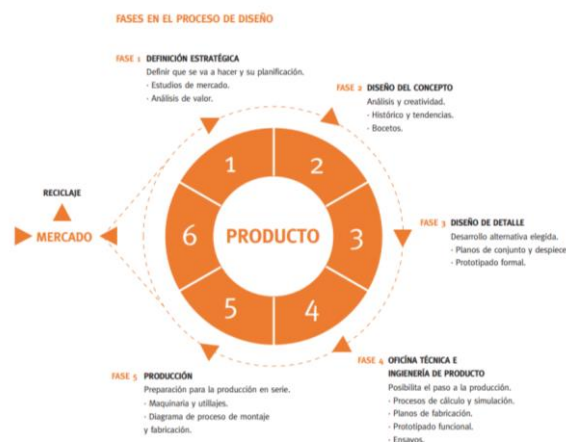 FASES EN EL PROCESO DE DISEÑO
FASE 1 DEFINICIÓN ESTRATÉGICA
Definir que se va a hacer y su planificación.
· Estudios de mercado.
· Análisis de valor.
FASE 2 DISEÑO DEL CONCEPTO
Análisis y creatividad.
· Histórico y tendencias.
· Bocetos.
1
2
RECICLAJE
MERCADO
6
PRODUCTO
3
FASE 3 DISEÑO DE DETALLE
Desarrollo alternativa elegida.
· Planos de conjunto y despiece
· Prototipado formal.
5
4
FASE 4 OFICÍNA TÉCNICA E
INGIENERÍA DE PRODUCTO
Posibilita el paso a la producción.
· Procesos de cálculo y simulación.
· Planos de fabricación.
· Prototipado funcional.
· Ensayos.
FASE 5 PRODUCCIÓN
Preparación para la producción en serie.
· Maquinaria y utillajes.
· Diagrama de proceso de montaje
y fabricación.